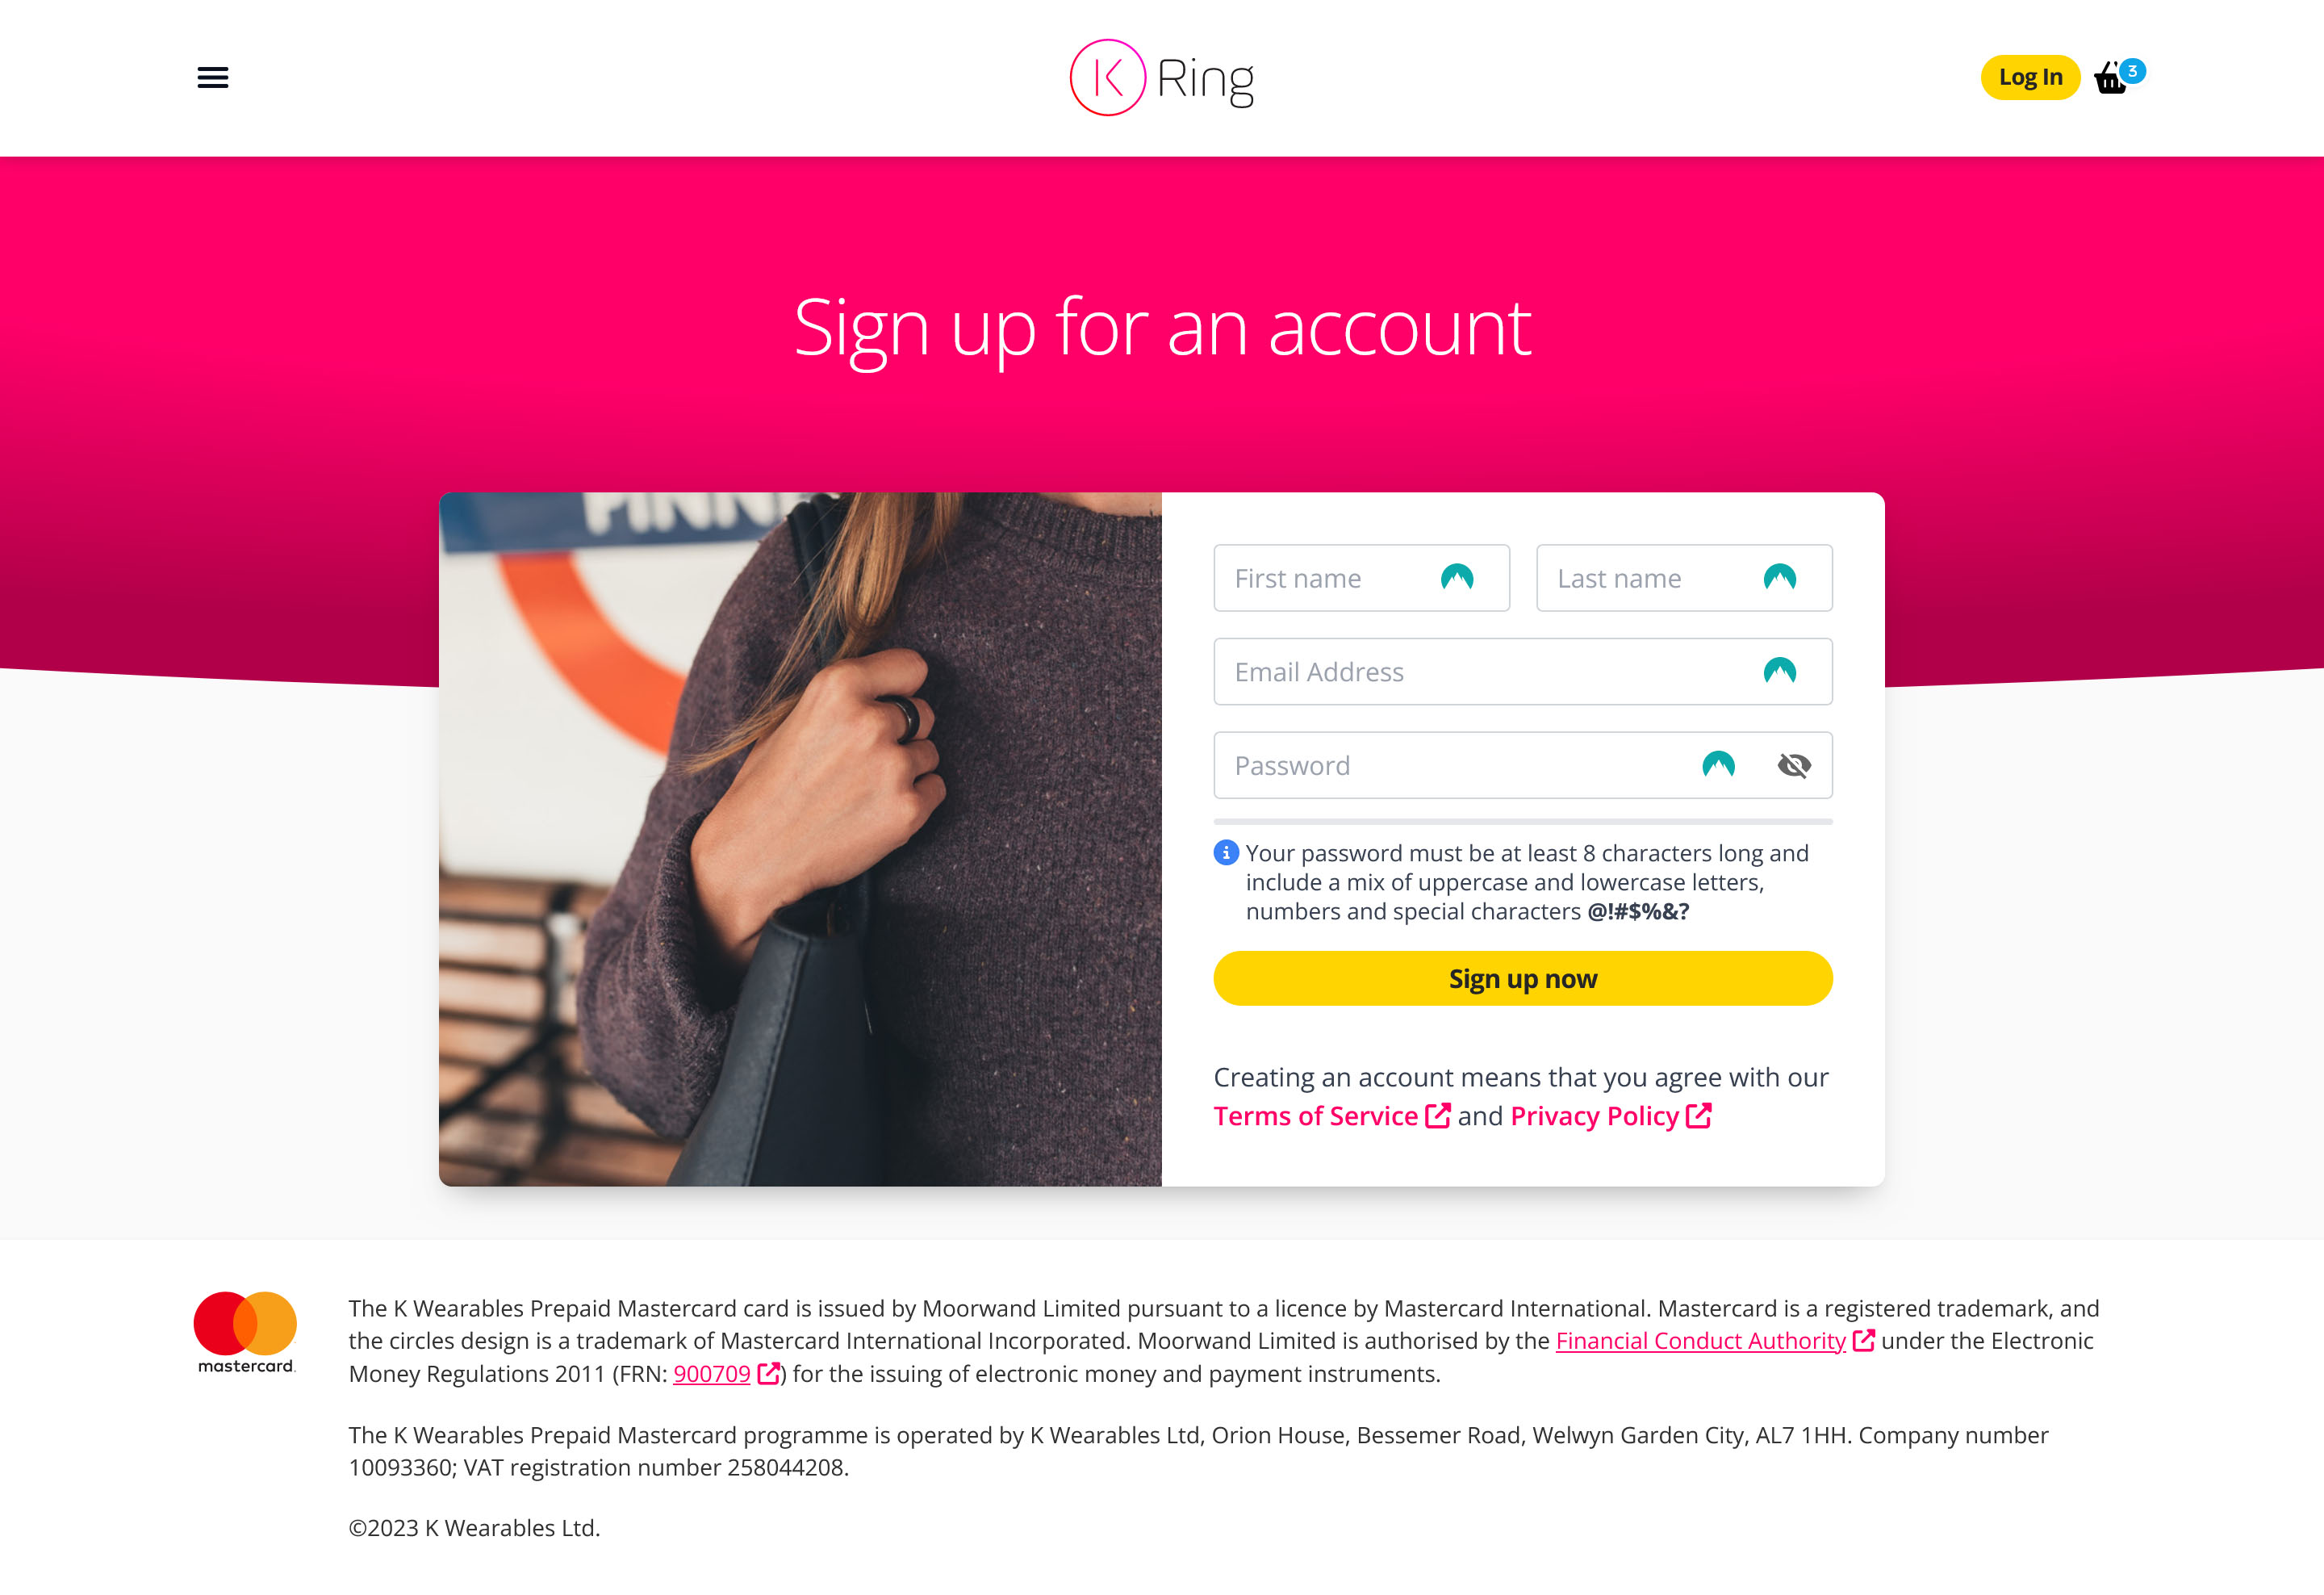 K Ring
Log In
3
Sign up for an account
First name
Last name
Email Address
Password
Your password must be at least 8 characters long and
include a mix of uppercase and lowercase letters,
numbers and special characters @!#$%&?
Sign up now
Creating an account means that you agree with our
Terms of Service and Privacy Policy
The K Wearables Prepaid Mastercard card is issued by Moorwand Limited pursuant to a licence by Mastercard International. Mastercard is a registered trademark, and
the circles design is a trademark of Mastercard International Incorporated. Moorwand Limited is authorised by the Financial Conduct Authority under the Electronic
mastercard.
Money Regulations 2011 (FRN: 900709) for the issuing of electronic money and payment instruments.
The K Wearables Prepaid Mastercard programme is operated by K Wearables Ltd, Orion House, Bessemer Road, Welwyn Garden City, AL7 1HH. Company number
10093360; VAT registration number 258044208.
©2023 K Wearables Ltd.